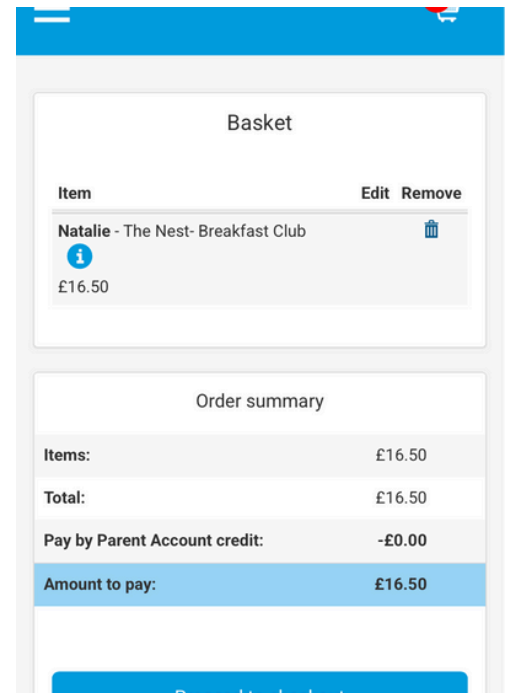 Basket
Item Edit Remove
Natalie - The Nest- Breakfast Club
i
£16.50
Order summary
Items: £16.50
Total: £16.50
Pay by Parent Account credit: -£0.00
Amount to pay: £16.50